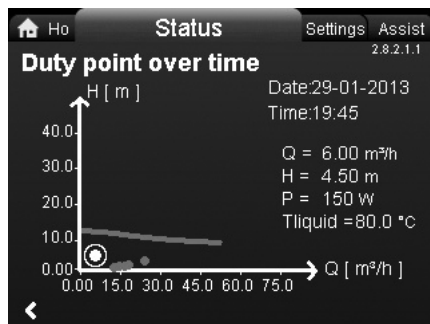 Ho Status Settings Assist
2.8.2.1.1
Duty point over time
H [ m ]
Date:29-01-2013
Time:19:45
40.0
30.0
20.0
10.0
0.00
Q = 6.00 m³/h
H = 4.50 m
P = 150 W
Tliquid =80.0 °C
Q [ m³/h ]
0.00 15.0 30.0 45.0 60.0 75.0